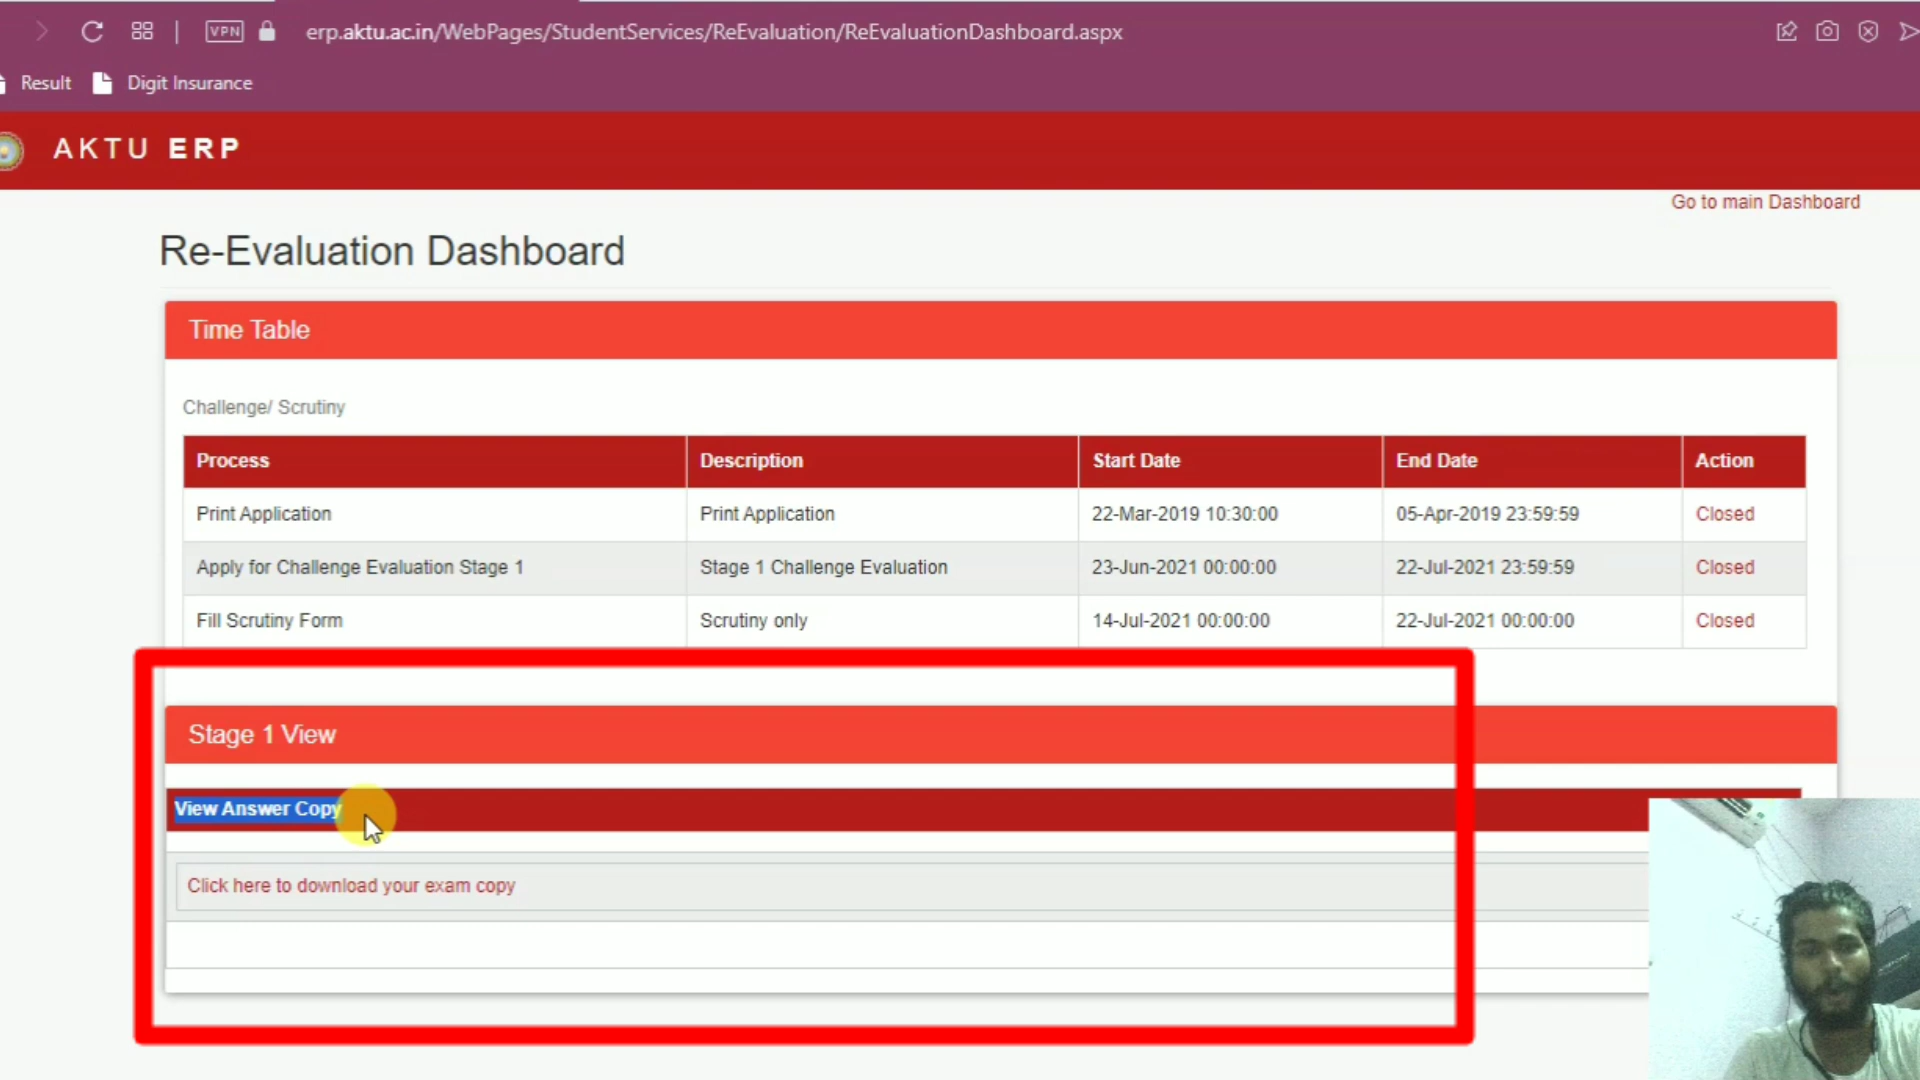 VPN erp.aktu.ac.in/WebPages/StudentServices/ReEvaluation/ReEvaluationDashboard.aspx
Result Digit Insurance
AKTU ERP
Go to main Dashboard
Re-Evaluation Dashboard
Time Table
Challenge/ Scrutiny
Process Description Start Date End Date Action
Print Application Print Application 22-Mar-2019 10:30:00 05-Apr-2019 23:59:59 Closed
Apply for Challenge Evaluation Stage 1 Stage 1 Challenge Evaluation 23-Jun-2021 00:00:00 22-Jul-2021 23:59:59 Closed
Fill Scrutiny Form Scrutiny only 14-Jul-2021 00:00:00 22-Jul-2021 00:00:00 Closed
Stage 1 View
View Answer Copy
Click here to download your exam copy